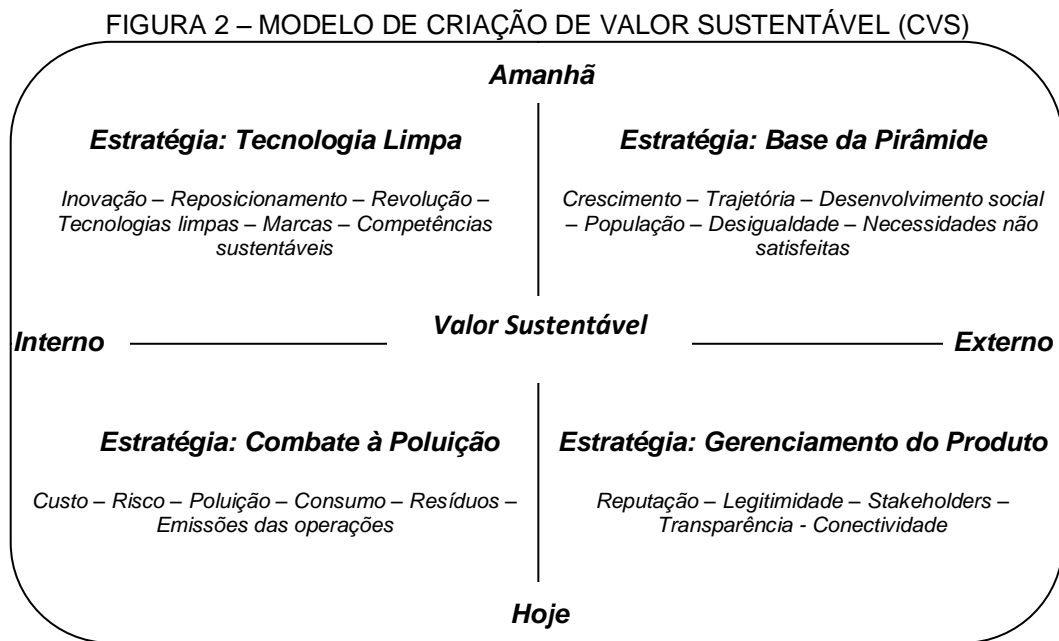 FIGURA 2 – MODELO DE CRIAÇÃO DE VALOR SUSTENTÁVEL (CVS)
Amanhã
Estratégia: Tecnologia Limpa
Inovação – Reposicionamento – Revolução –
Tecnologias limpas – Marcas – Competências
sustentáveis
Estratégia: Base da Pirâmide
Crescimento – Trajetória – Desenvolvimento social
– População – Desigualdade – Necessidades não
satisfeitas
Interno
Valor Sustentável
Externo
Estratégia: Combate à Poluição
Custo – Risco – Poluição – Consumo – Resíduos –
Emissões das operações
Estratégia: Gerenciamento do Produto
Reputação – Legitimidade – Stakeholders –
Transparência - Conectividade
Hoje